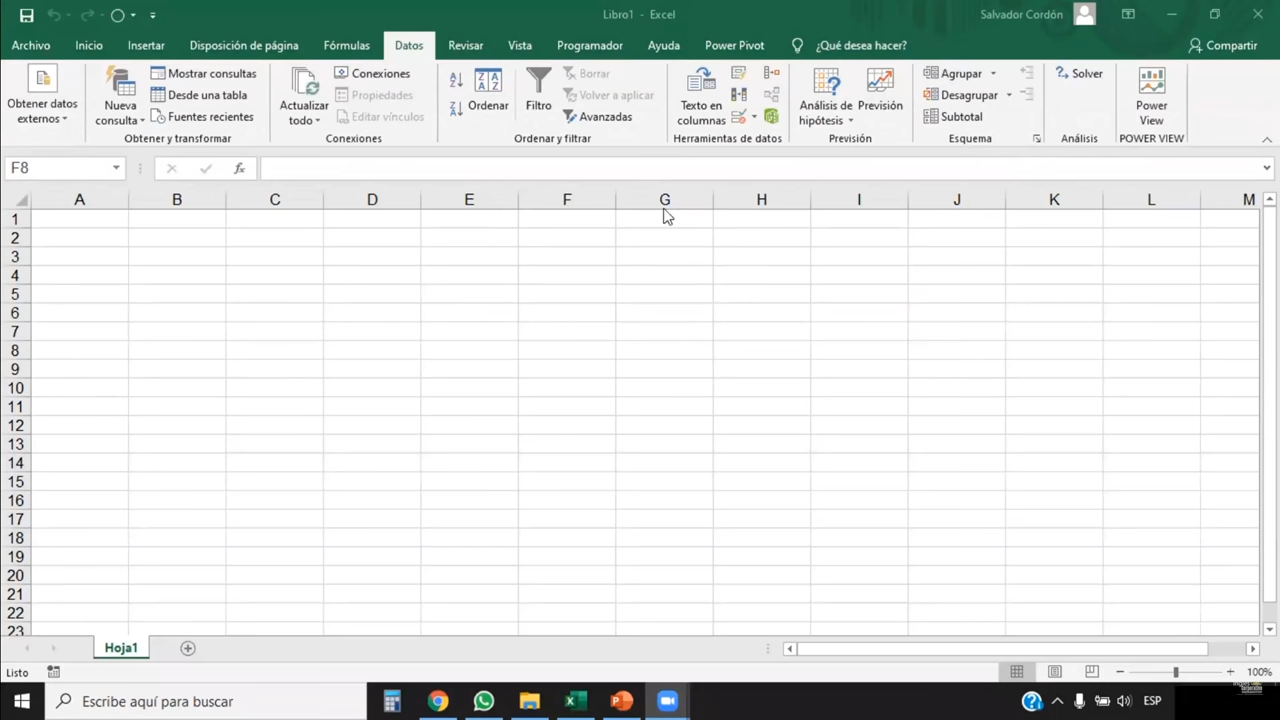 Libro1 - Excel
Salvador Cordón
Archivo Inicio Insertar Disposición de página Fórmulas Datos Revisar Vista Programador Ayuda Power Pivot ¿Qué desea hacer? Compartir
Obtener datos externos
Nueva consulta
Mostrar consultas
Desde una tabla
Fuentes recientes
Obtener y transformar
Actualizar todo
Conexiones
Propiedades
Editar vínculos
Conexiones
Ordenar
Filtro
Borrar
Volver a aplicar
Avanzadas
Ordenar y filtrar
Texto en columnas
Herramientas de datos
Análisis de hipótesis
Previsión
Previsión
Agrupar
Desagrupar
Subtotal
Esquema
Solver
Análisis
Power View
POWER VIEW
F8
fx
A B C D E F G H I J K L M
1
2
3
4
5
6
7
8
9
10
11
12
13
14
15
16
17
18
19
20
21
22
23
Hoja1
Listo
100%
Escribe aquí para buscar
ESP